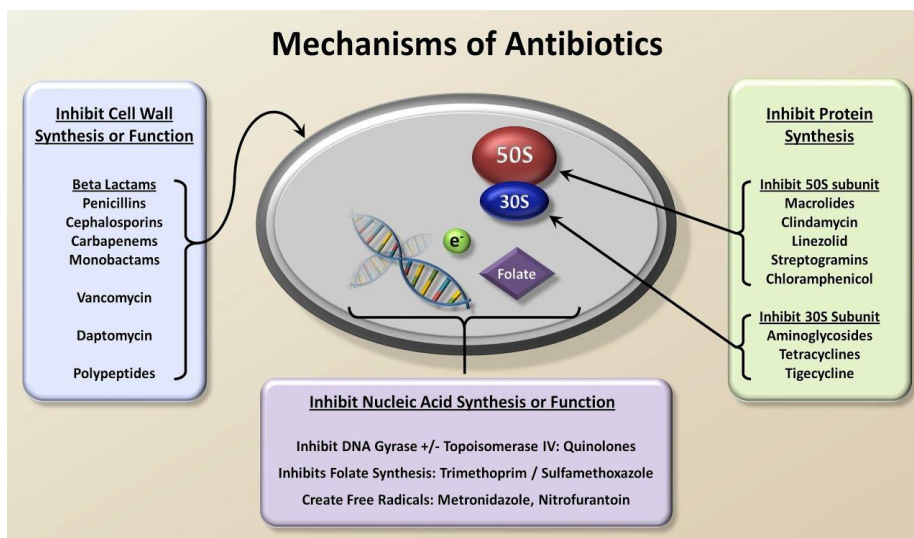 Mechanisms of Antibiotics
Inhibit Cell Wall
Synthesis or Function
Beta Lactams
Penicillins
Cephalosporins
Carbapenems
Monobactams
Vancomycin
Daptomycin
Polypeptides
50S
30S
e-
Folate
Inhibit Protein
Synthesis
Inhibit 50S subunit
Macrolides
Clindamycin
Linezolid
Streptogramins
Chloramphenicol
Inhibit 30S Subunit
Aminoglycosides
Tetracyclines
Tigecycline
Inhibit Nucleic Acid Synthesis or Function
Inhibit DNA Gyrase +/- Topoisomerase IV: Quinolones
Inhibits Folate Synthesis: Trimethoprim / Sulfamethoxazole
Create Free Radicals: Metronidazole, Nitrofurantoin